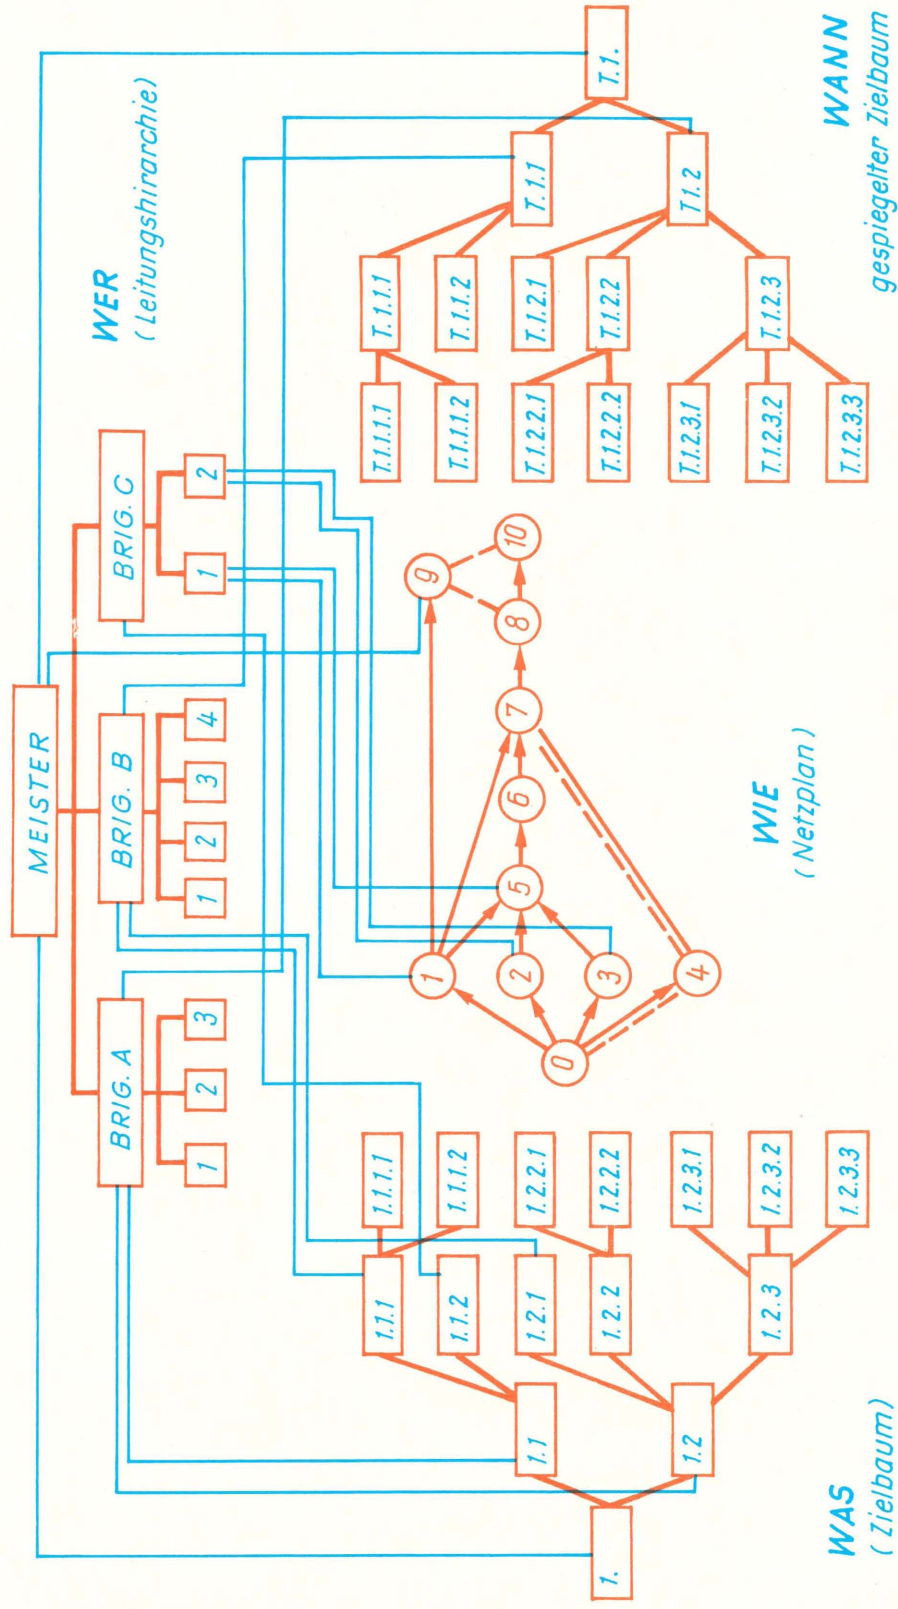 MEISTER
WER
(Leitungshirarchie)
BRIG. A
BRIG. B
BRIG. C
1
2
3
1
2
3
4
1
2
WAS
(Zielbaum)
1.
1.1
1.2
1.1.1
1.1.2
1.2.1
1.2.2
1.2.3
1.1.1.1
1.1.1.2
1.2.2.1
1.2.2.2
1.2.3.1
1.2.3.2
1.2.3.3
WIE
(Netzplan)
0
1
2
3
4
5
6
7
8
9
10
T.1.1.1.1
T.1.1.1.2
T.1.2.2.1
T.1.2.2.2
T.1.2.3.1
T.1.2.3.2
T.1.2.3.3
T.1.1.1
T.1.1.2
T.1.2.1
T.1.2.2
T.1.2.3
T.1.1
T1.2
T.1.
WANN
gespiegelter Zielbaum